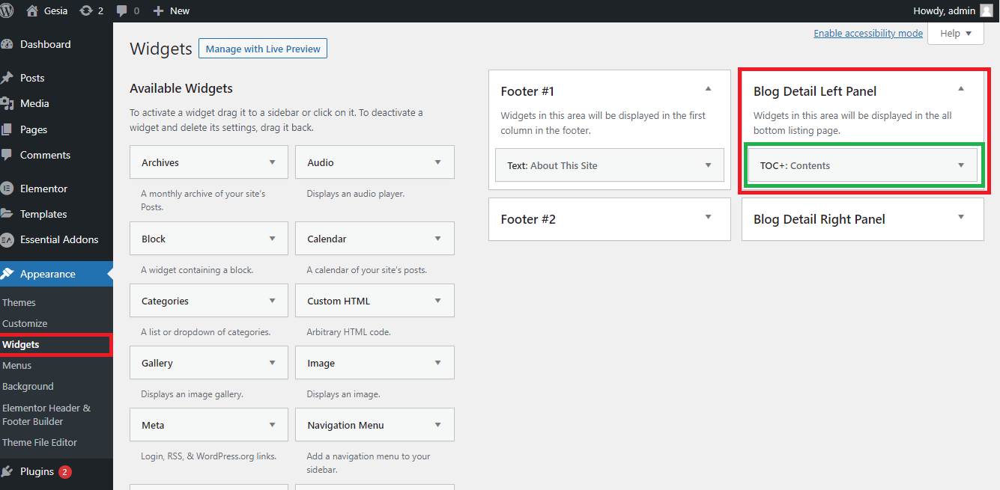 Gesia
2
0
New
Howdy, admin
Dashboard
Posts
Media
Pages
Comments
Elementor
Templates
EA
Essential Addons
Appearance
Themes
Customize
Widgets
Menus
Background
Elementor Header &
Footer Builder
Theme File Editor
Plugins 2
Enable accessibility mode
Help
Widgets
Manage with Live Preview
Available Widgets
To activate a widget drag it to a sidebar or click on it. To deactivate a
widget and delete its settings, drag it back.
Archives
A monthly archive of your site's
Posts.
Audio
Displays an audio player.
Block
A widget containing a block.
Calendar
A calendar of your site's posts.
Categories
A list or dropdown of categories.
Custom HTML
Arbitrary HTML code.
Gallery
Displays an image gallery.
Image
Displays an image.
Meta
Login, RSS, & WordPress.org links.
Navigation Menu
Add a navigation menu to your
sidebar.
Footer #1
Widgets in this area will be displayed in the first
column in the footer.
Text: About This Site
Footer #2
Blog Detail Left Panel
Widgets in this area will be displayed in the all
bottom listing page.
TOC+: Contents
Blog Detail Right Panel